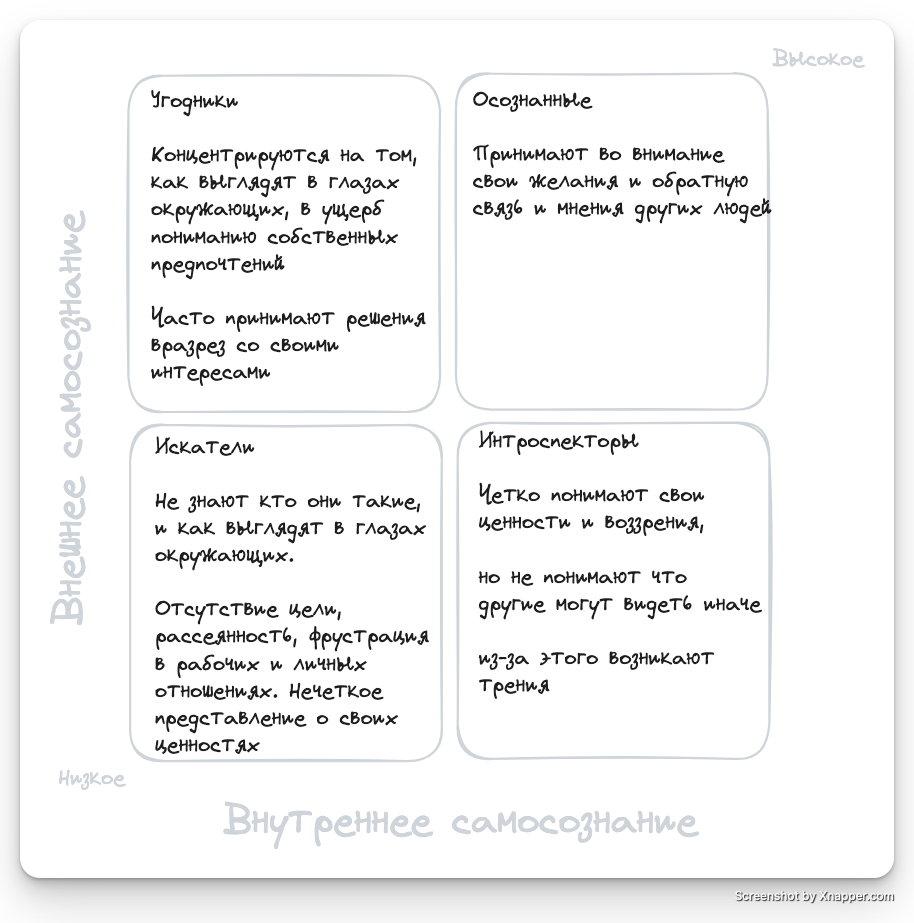 Высокое
Угодники
Концентрируются на том,
как выглядят в глазах
окружающих, в ущерб
пониманию собственных
предпочтений
Часто принимают решения
вразрез со своими
интересами
Осознанные
Принимают во внимание
свои желания и обратную
связь и мнения других людей
Внешнее самосознание
Искатели
Не знают кто они такие,
и как выглядят в глазах
окружающих.
Отсутствие цели,
рассеянность, фрустрация
в рабочих и личных
отношениях. Нечеткое
представление о своих
ценностях
Интроспекторы
Четко понимают свои
ценности и воззрения,
но не понимают что
другие могут видеть иначе
из-за этого возникают
трения
Низкое
Внутреннее самосознание
Screenshot by Xnapper.com